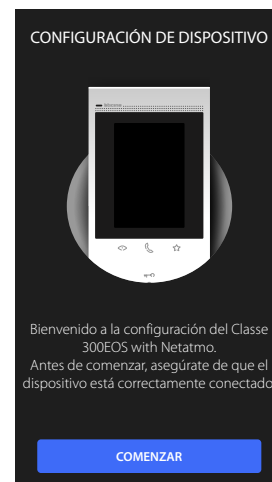 CONFIGURACIÓN DE DISPOSITIVO
Bienvenido a la configuración del Classe
300EOS with Netatmo.
Antes de comenzar, asegúrate de que el
dispositivo está correctamente conectado
COMENZAR